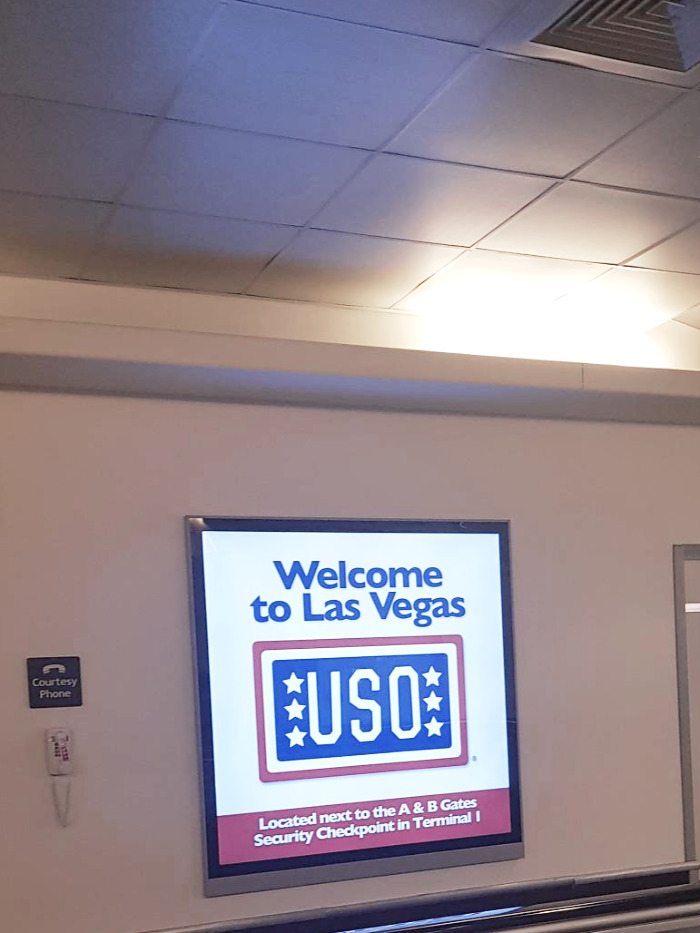 Welcome
to Las Vegas
USO
Located next to the A & B Gates
Security Checkpoint in Terminal 1
Courtesy
Phone